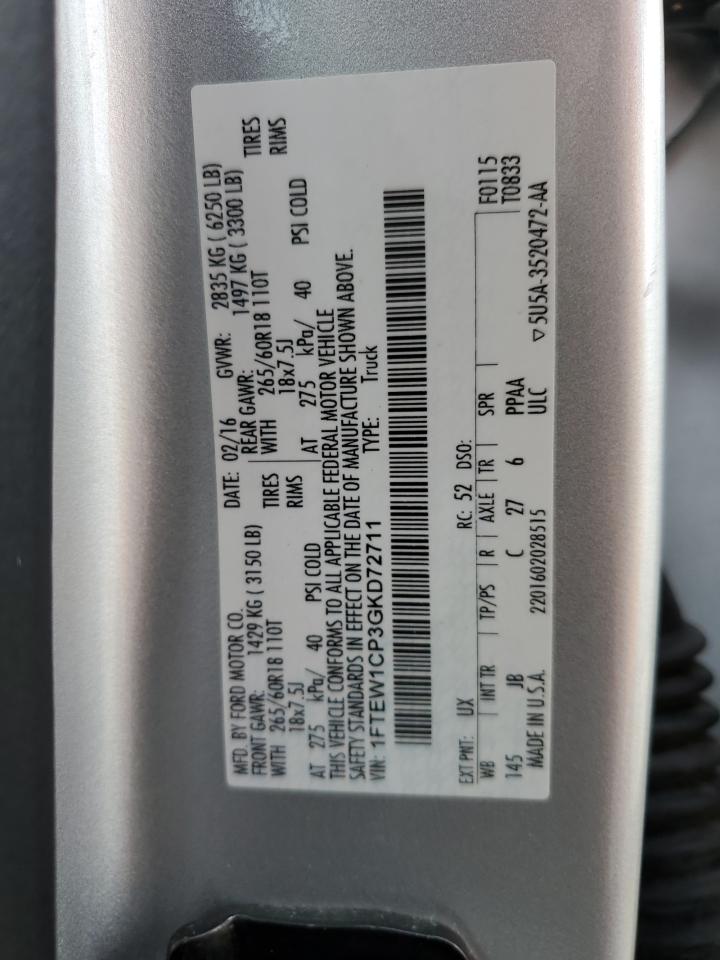 MFD. BY FORD MOTOR CO.
DATE: 02/16 GVWR: 2835 KG ( 6250 LB)
FRONT GAWR: 1429 KG ( 3150 LB) REAR GAWR: 1497 KG ( 3300 LB)
WITH 265/60R18 110T TIRES WITH 265/60R18 110T TIRES
18x7.5J RIMS 18x7.5J RIMS
AT 275 kPa/ 40 PSI COLD AT 275 kPa/ 40 PSI COLD
THIS VEHICLE CONFORMS TO ALL APPLICABLE FEDERAL MOTOR VEHICLE
SAFETY STANDARDS IN EFFECT ON THE DATE OF MANUFACTURE SHOWN ABOVE.
VIN: 1FTEW1CP3GKD72711 TYPE: Truck
EXT PNT: UX RC: 52 DSO: F0115
WB INT TR TP/PS R AXLE TR SPR T0833
145 JB C 27 6 PPAA
MADE IN U.S.A. 2201602028515 ULC ▽ 5U5A-3520472-AA